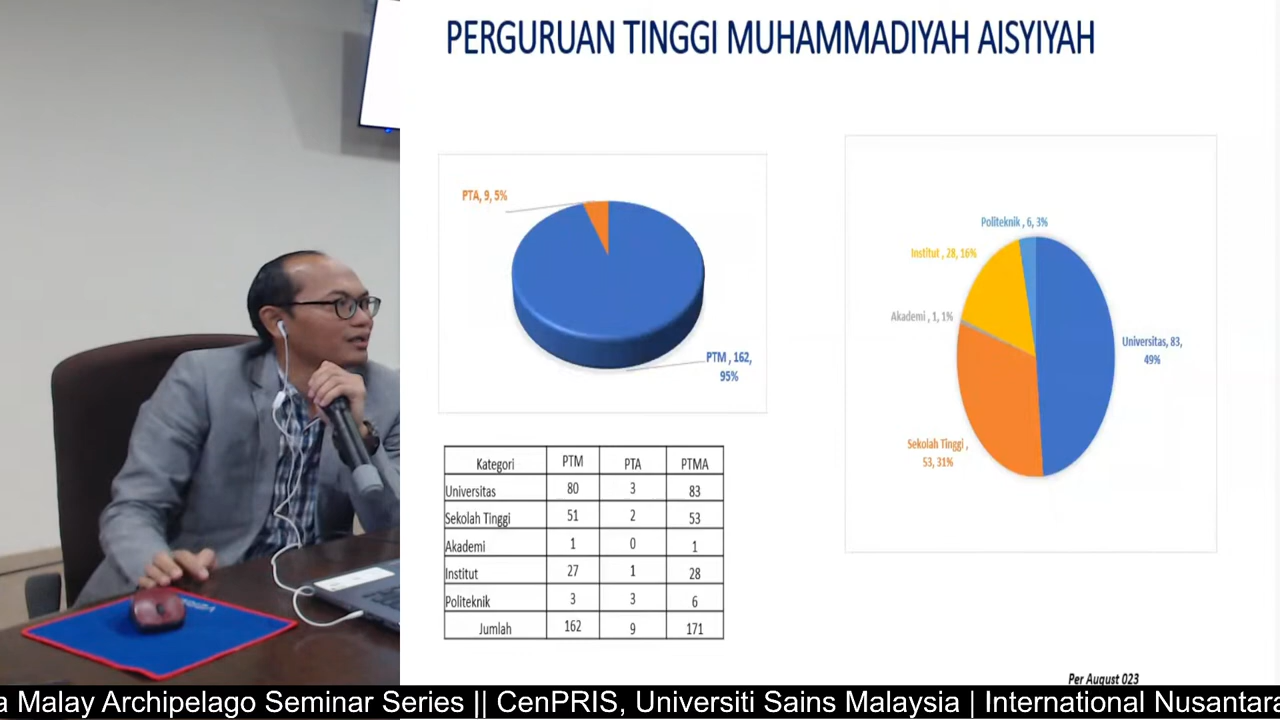 PERGURUAN TINGGI MUHAMMADIYAH AISYIYAH
PTA, 9, 5%
PTM , 162,
95%
Politeknik , 6, 3%
Institut , 28, 16%
Akademi , 1, 1%
Universitas, 83,
49%
Sekolah Tinggi ,
53, 31%
Kategori PTM PTA PTMA
Universitas 80 3 83
Sekolah Tinggi 51 2 53
Akademi 1 0 1
Institut 27 1 28
Politeknik 3 3 6
Jumlah 162 9 171
Per August 023
a Malay Archipelago Seminar Series || CenPRIS, Universiti Sains Malaysia | International Nusantara